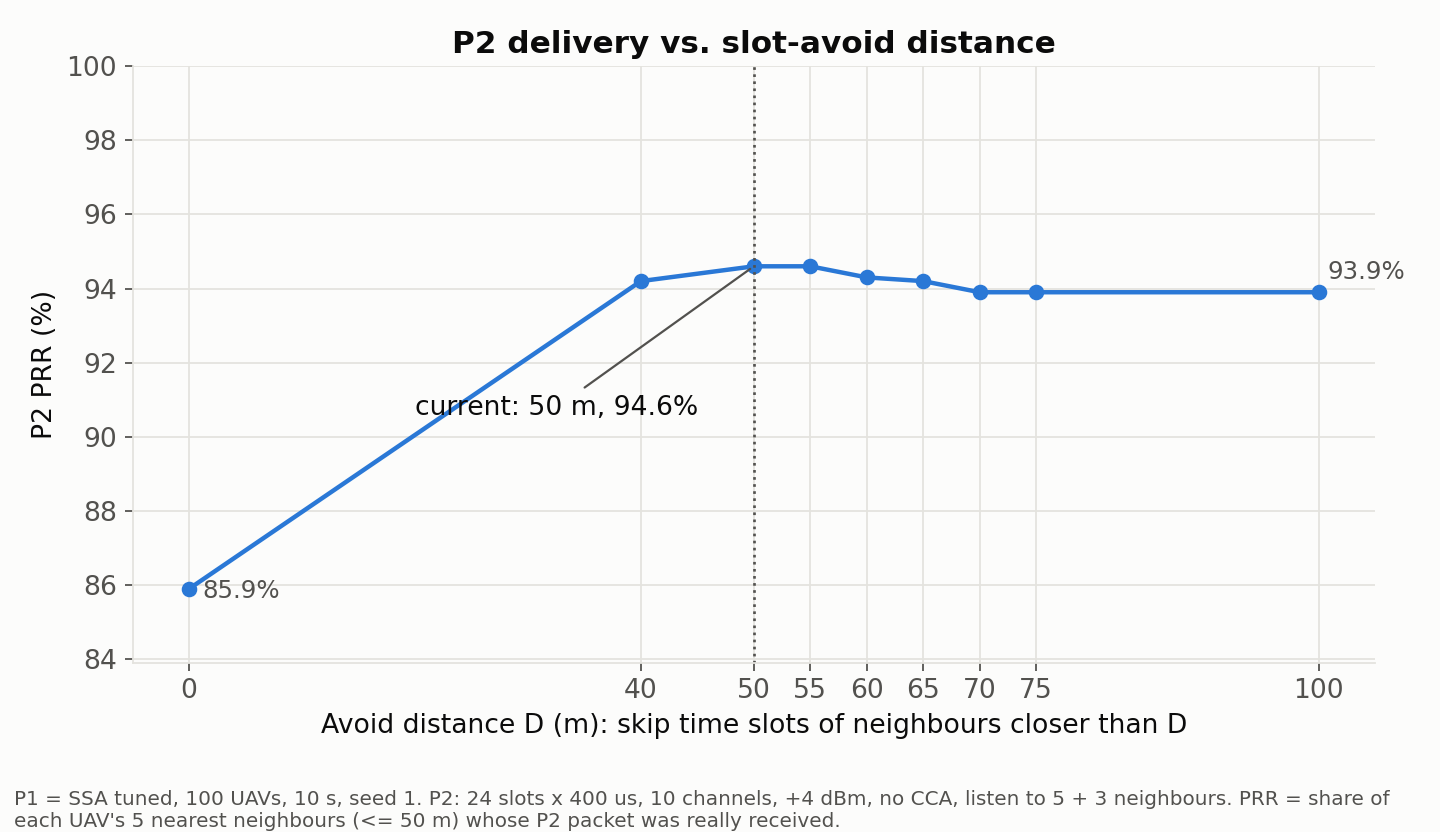 P2 delivery vs. slot-avoid distance
100
98
96
94
92
90
88
86
84
P2 PRR (%)
93.9%
current: 50 m, 94.6%
85.9%
0 40 50 55 60 65 70 75 100
Avoid distance D (m): skip time slots of neighbours closer than D
P1 = SSA tuned, 100 UAVs, 10 s, seed 1. P2: 24 slots x 400 us, 10 channels, +4 dBm, no CCA, listen to 5 + 3 neighbours. PRR = share of
each UAV's 5 nearest neighbours (<= 50 m) whose P2 packet was really received.